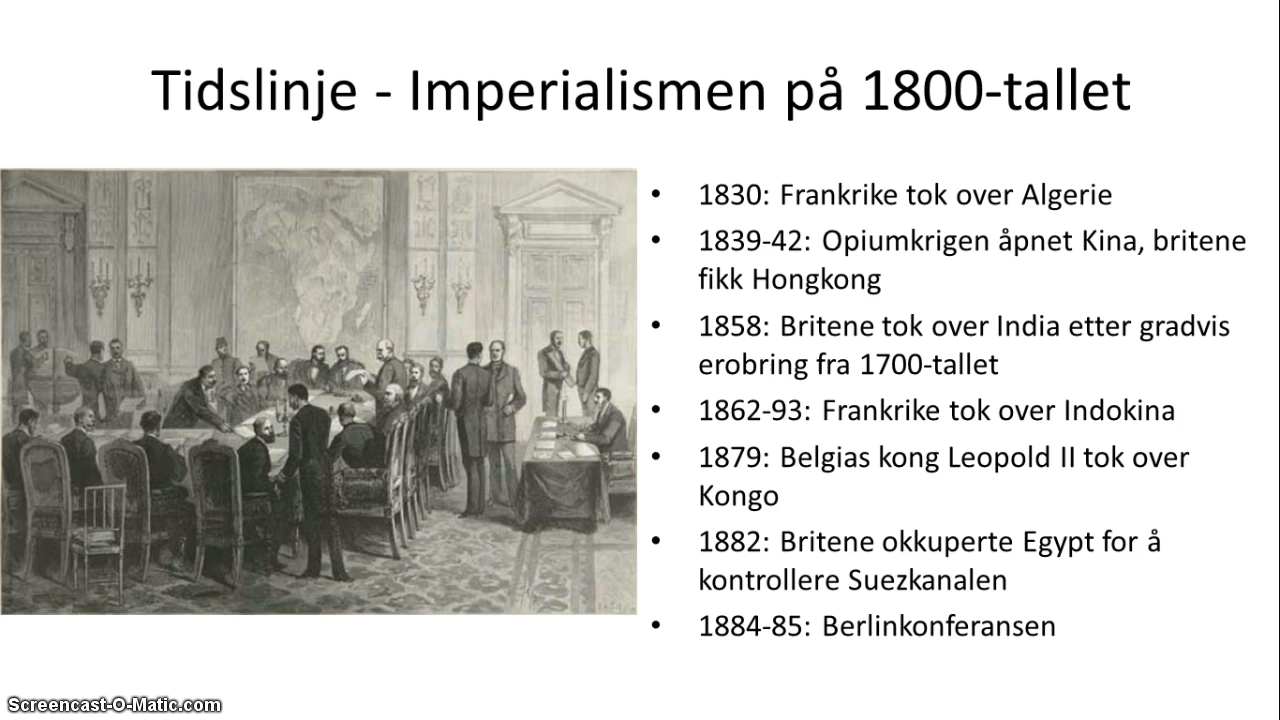 Tidslinje - Imperialismen på 1800-tallet
• 1830: Frankrike tok over Algerie
• 1839-42: Opiumkrigen åpnet Kina, britene
fikk Hongkong
• 1858: Britene tok over India etter gradvis
erobring fra 1700-tallet
• 1862-93: Frankrike tok over Indokina
• 1879: Belgias kong Leopold II tok over
Kongo
• 1882: Britene okkuperte Egypt for å
kontrollere Suezkanalen
• 1884-85: Berlinkonferansen
Screencast-O-Matic.com